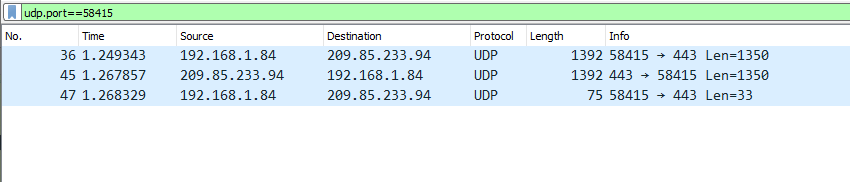 udp.port==58415
No. Time Source Destination Protocol Length Info
36 1.249343 192.168.1.84 209.85.233.94 UDP 1392 58415 → 443 Len=1350
45 1.267857 209.85.233.94 192.168.1.84 UDP 1392 443 → 58415 Len=1350
47 1.268329 192.168.1.84 209.85.233.94 UDP 75 58415 → 443 Len=33